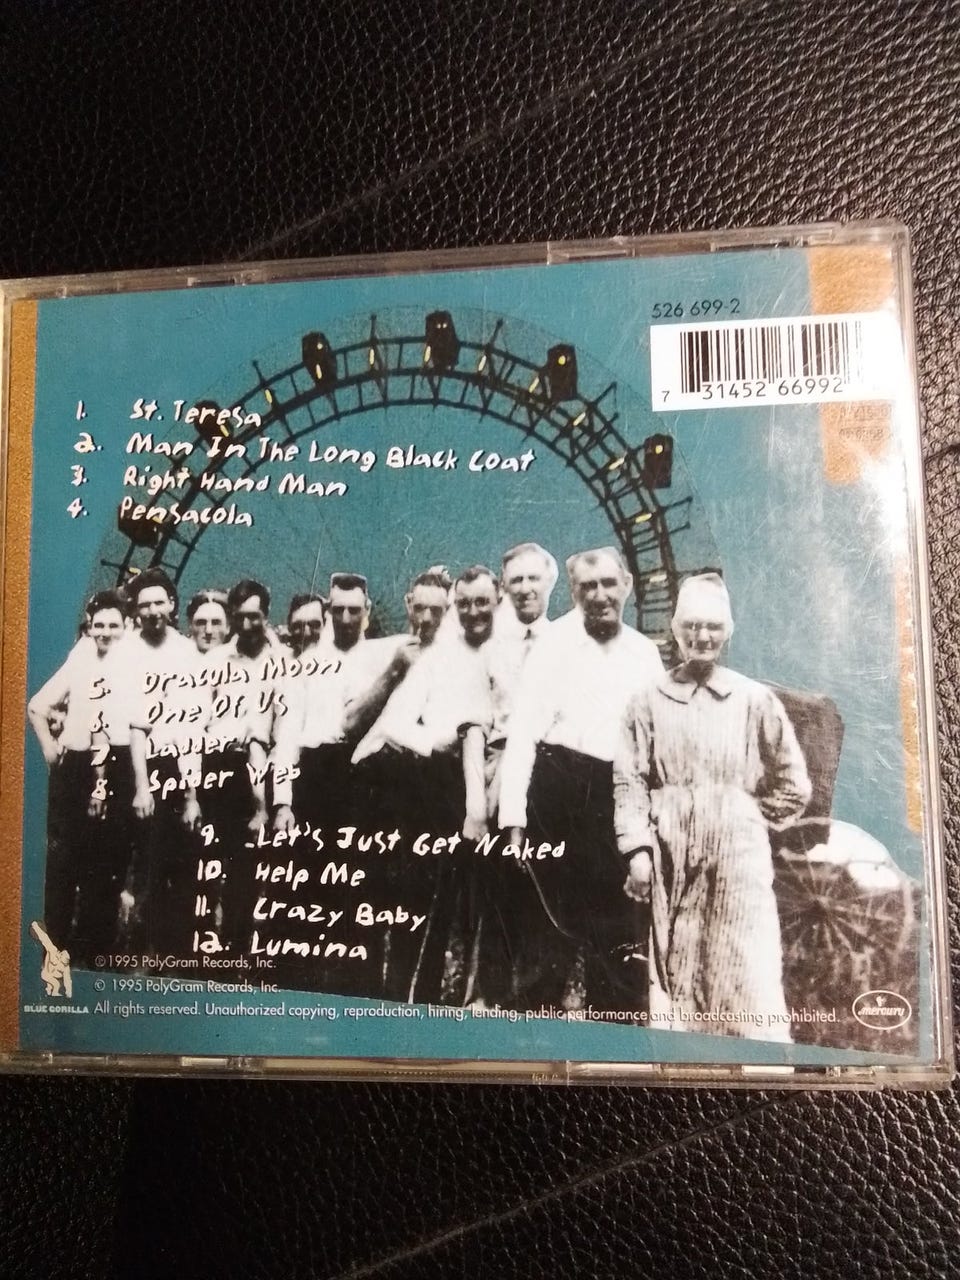 526 699-2
7 31452 66992
1. St. Teresa
2. Man In The Long Black Coat
3. Right Hand Man
4. Pensacola
5. Dracula Moon
6. One Of Us
7. Ladder
8. Spider Web
9. Let's Just Get Naked
10. Help Me
11. Crazy Baby
12. Lumina
℗ 1995 PolyGram Records, Inc.
© 1995 PolyGram Records, Inc.
BLUE GORILLA
All rights reserved. Unauthorized copying, reproduction, hiring, lending, public performance and broadcasting prohibited.
mercury